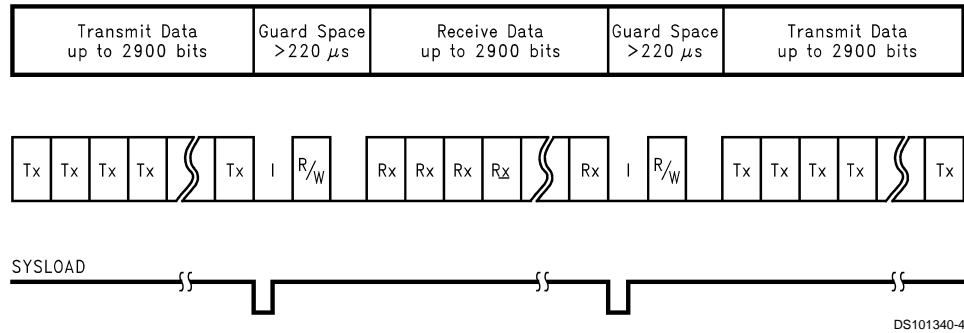 Transmit Data up to 2900 bits
Guard Space >220 μs
Receive Data up to 2900 bits
Guard Space >220 μs
Transmit Data up to 2900 bits
Tx Tx Tx Tx Tx I R/W Rx Rx Rx Rx Rx I R/W Tx Tx Tx Tx Tx
SYSLOAD
DS101340-4